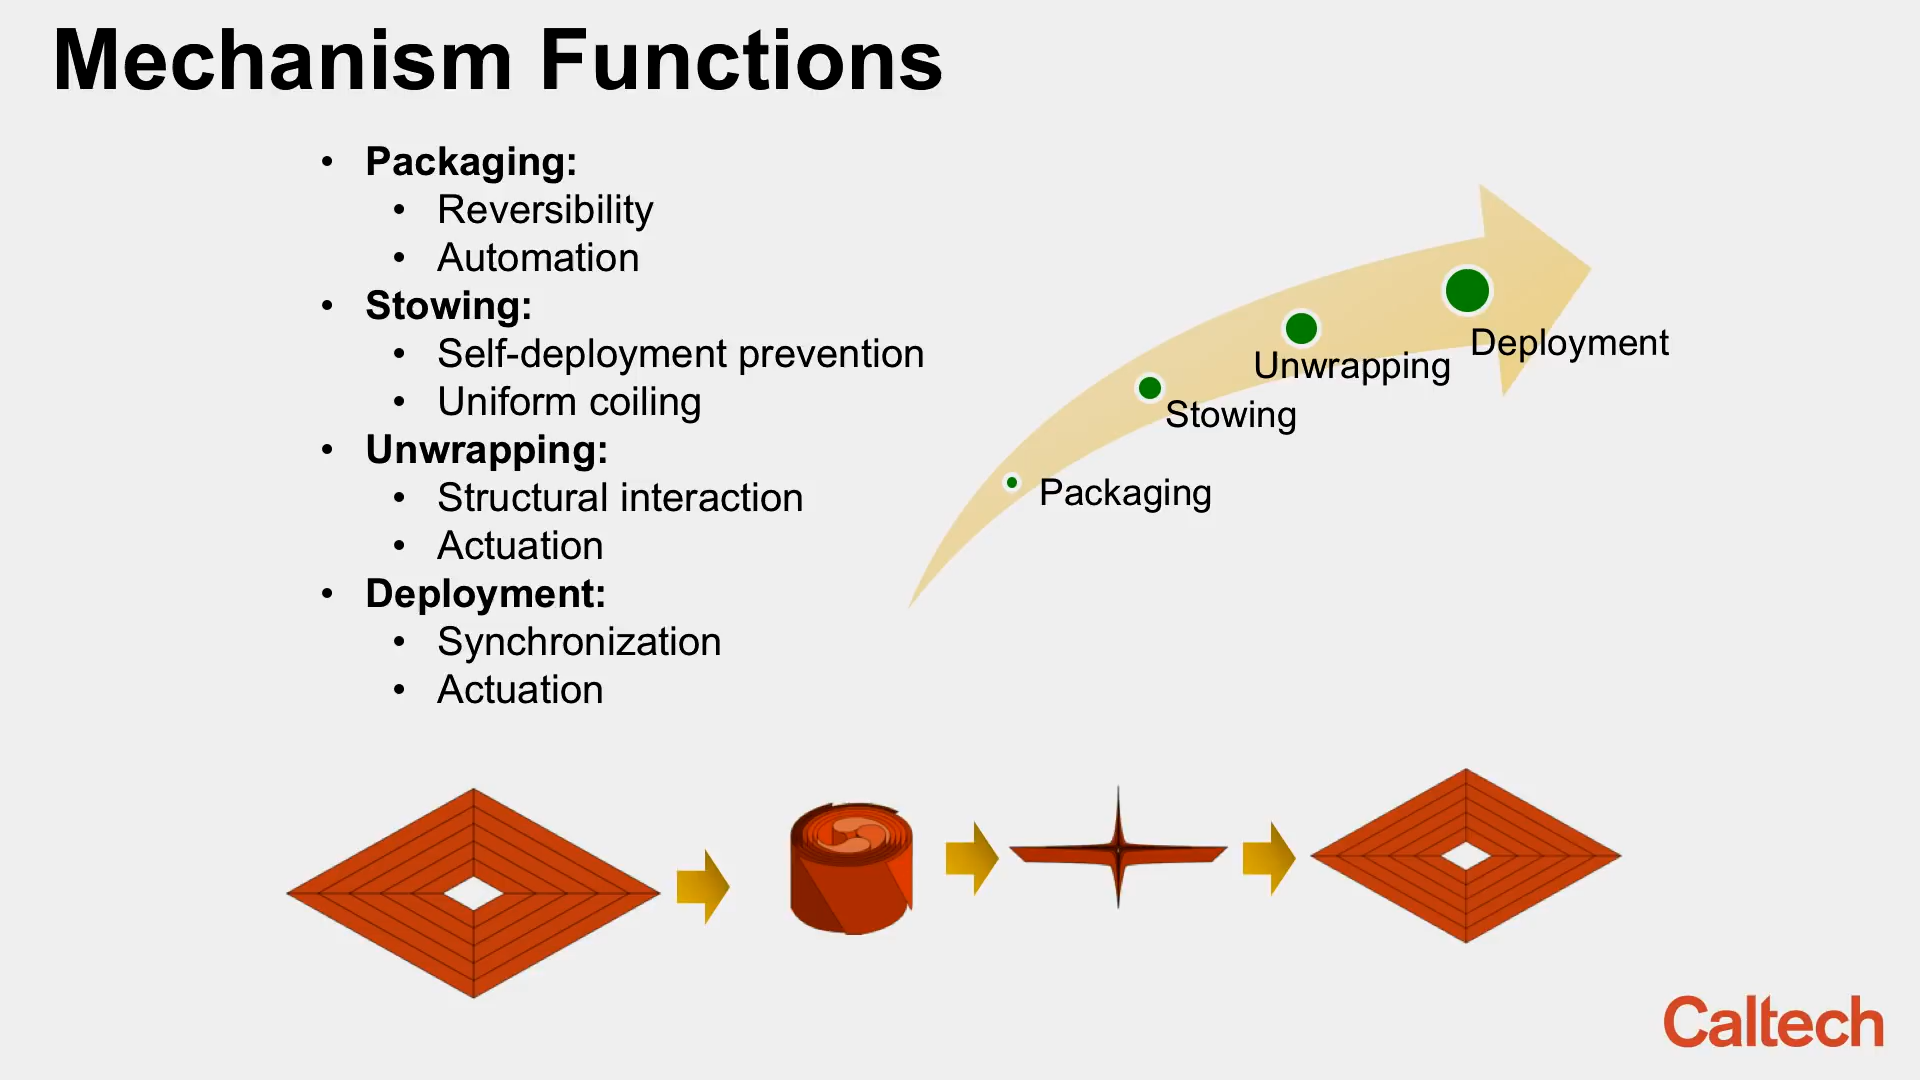 Mechanism Functions
• Packaging:
• Reversibility
• Automation
• Stowing:
• Self-deployment prevention
• Uniform coiling
• Unwrapping:
• Structural interaction
• Actuation
• Deployment:
• Synchronization
• Actuation
Deployment
Unwrapping
Stowing
Packaging
Caltech